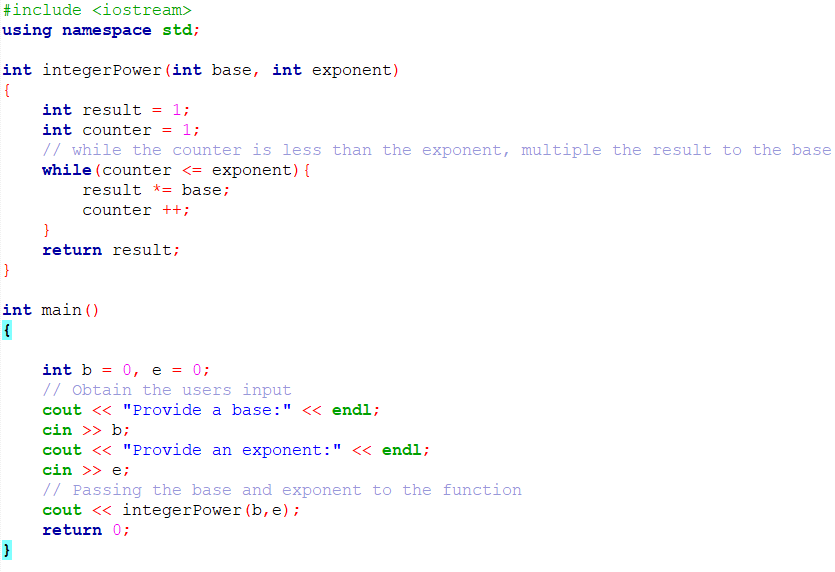 #include <iostream>
using namespace std;
int integerPower(int base, int exponent)
{
int result = 1;
int counter = 1;
// while the counter is less than the exponent, multiple the result to the base
while(counter <= exponent){
result *= base;
counter ++;
}
return result;
}
int main()
{
int b = 0, e = 0;
// Obtain the users input
cout << "Provide a base:" << endl;
cin >> b;
cout << "Provide an exponent:" << endl;
cin >> e;
// Passing the base and exponent to the function
cout << integerPower(b,e);
return 0;
}